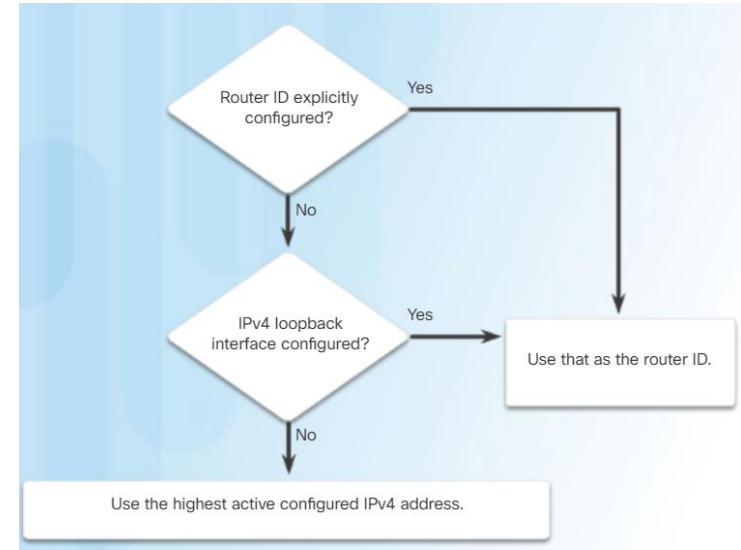 Router ID explicitly
configured?
Yes
No
IPv4 loopback
interface configured?
Yes
Use that as the router ID.
No
Use the highest active configured IPv4 address.